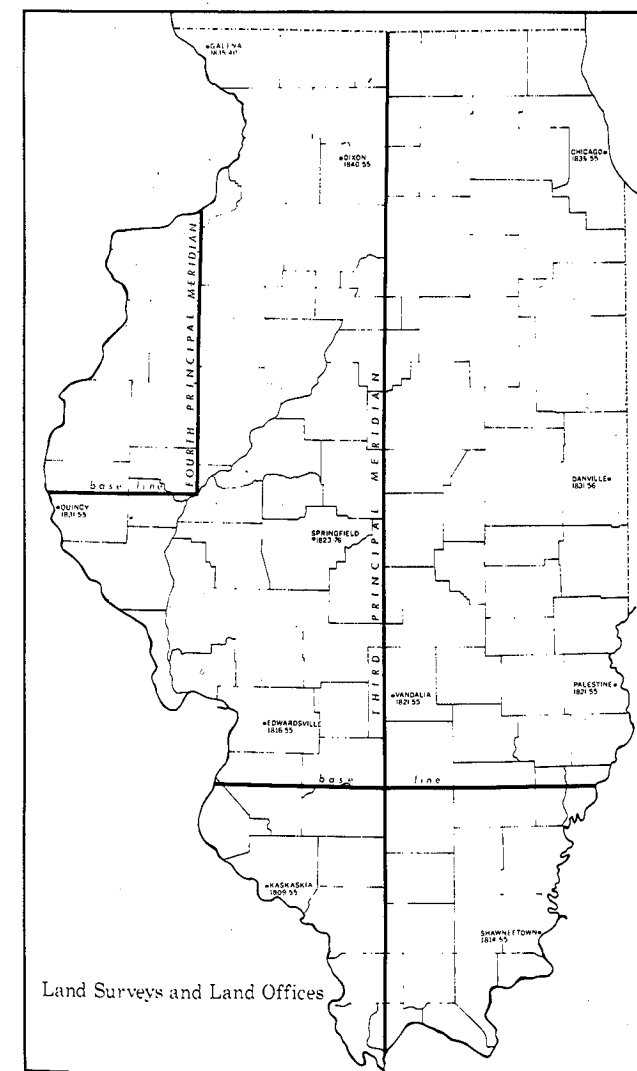 GALENA
1835-40
DIXON
1840 55
CHICAGO
1835 55
FOURTH PRINCIPAL MERIDIAN
THIRD PRINCIPAL MERIDIAN
base line
QUINCY
1831 55
DANVILLE
1831 56
SPRINGFIELD
1823-76
VANDALIA
1821 55
PALESTINE
1821 55
EDWARDSVILLE
1816 55
base line
KASKASKIA
1809 55
SHAWNEETOWN
1814 55
Land Surveys and Land Offices